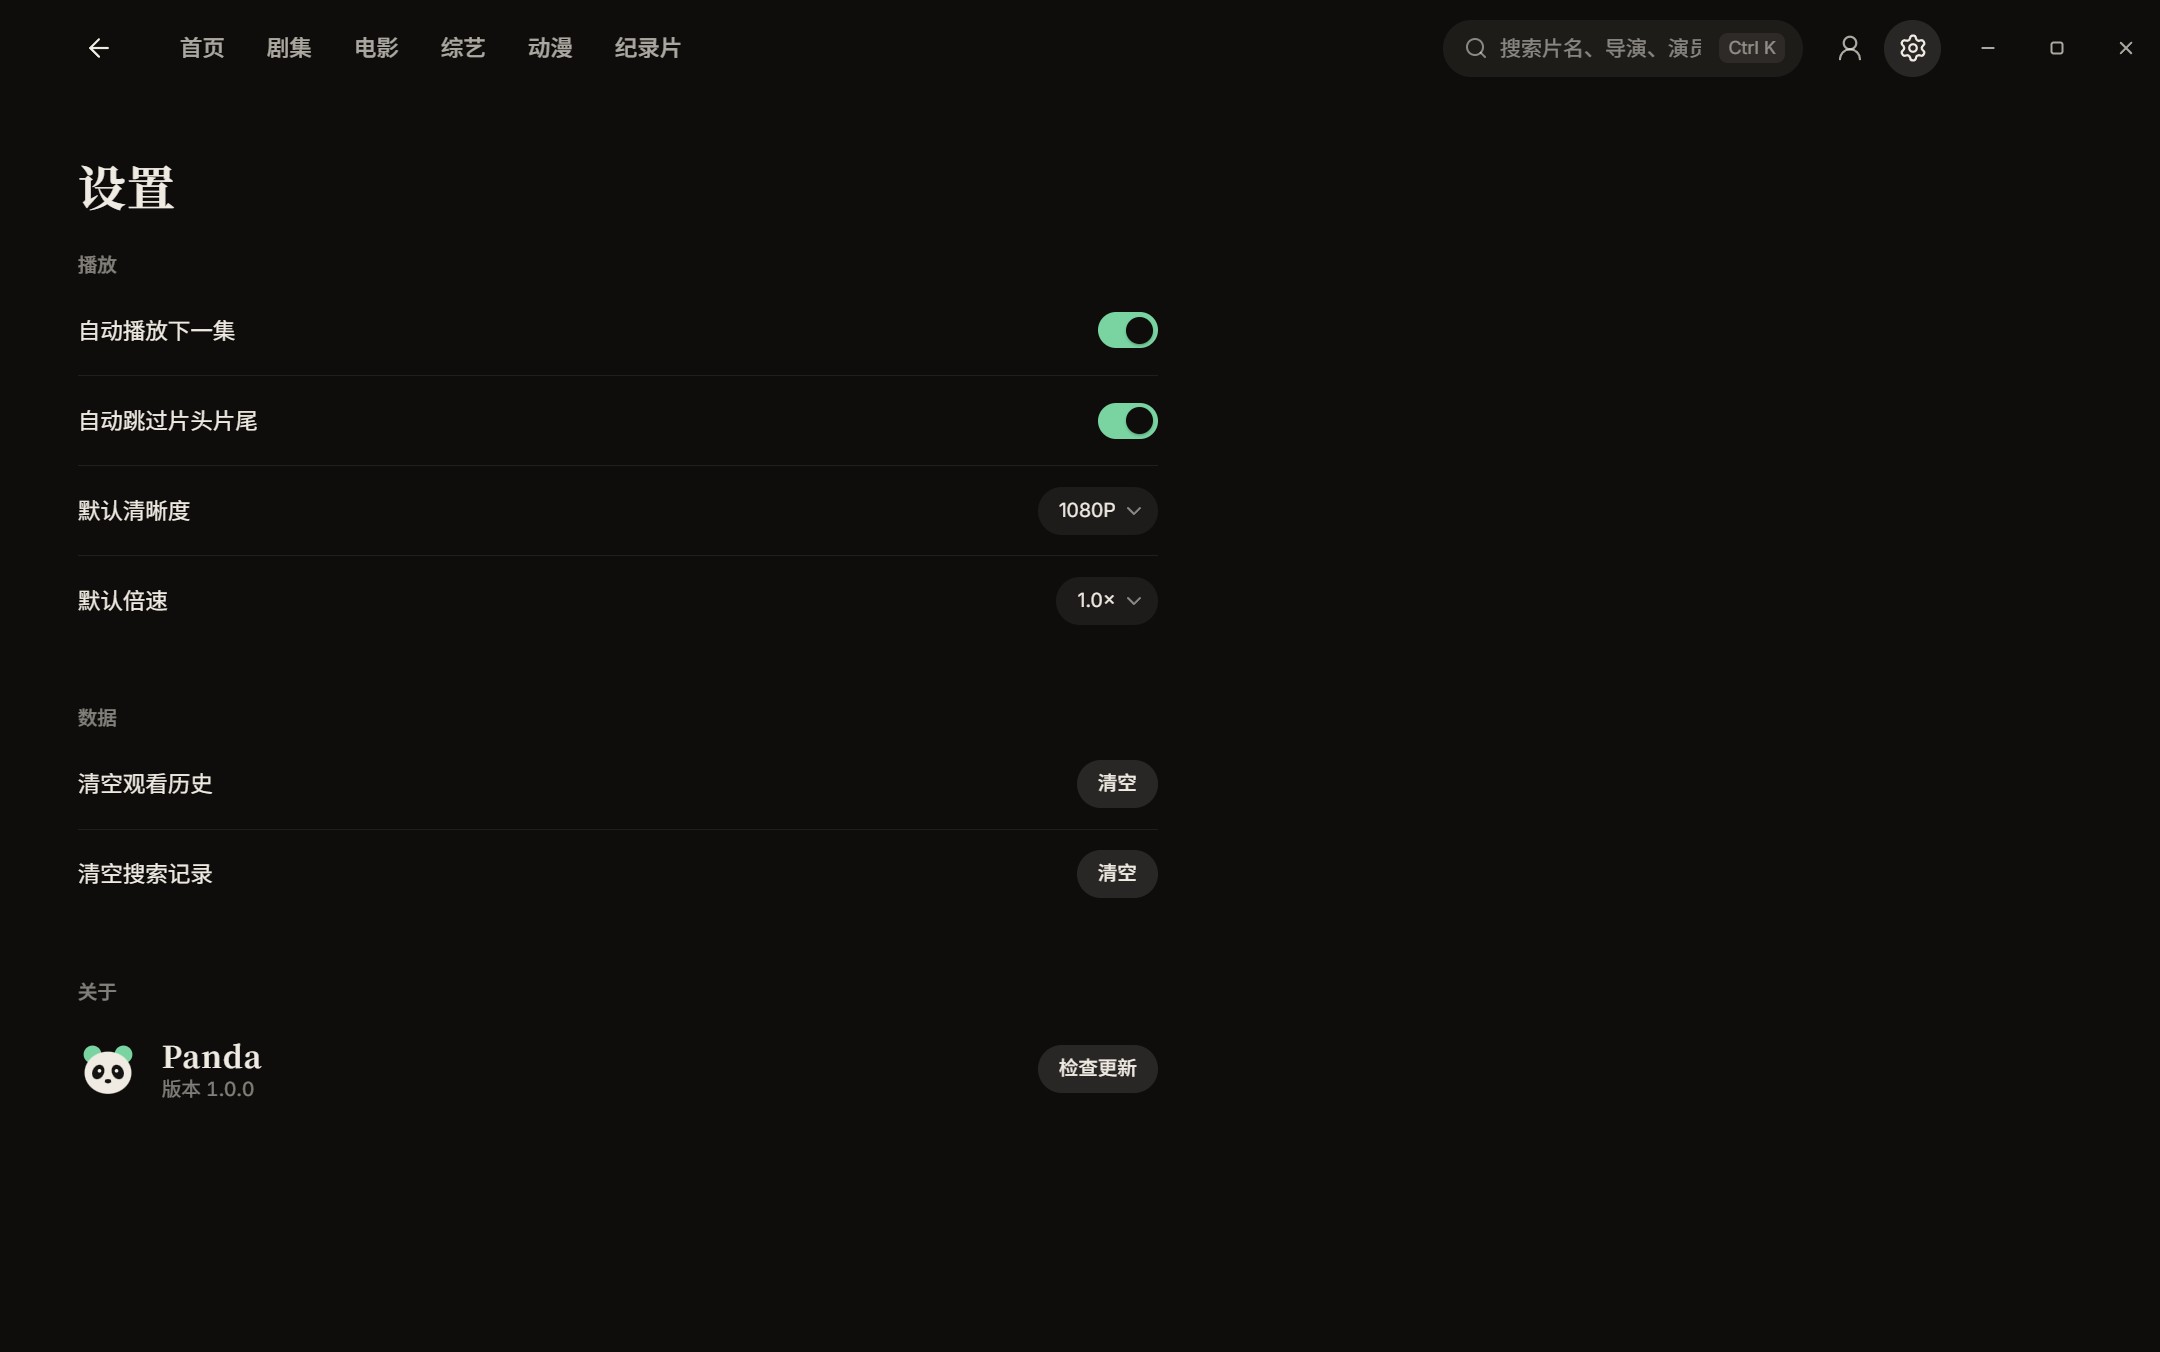 首页 剧集 电影 综艺 动漫 纪录片 搜索片名、导演、演 Ctrl K
设置
播放
自动播放下一集
自动跳过片头片尾
默认清晰度 1080P
默认倍速 1.0×
数据
清空观看历史 清空
清空搜索记录 清空
关于
Panda
版本 1.0.0
检查更新